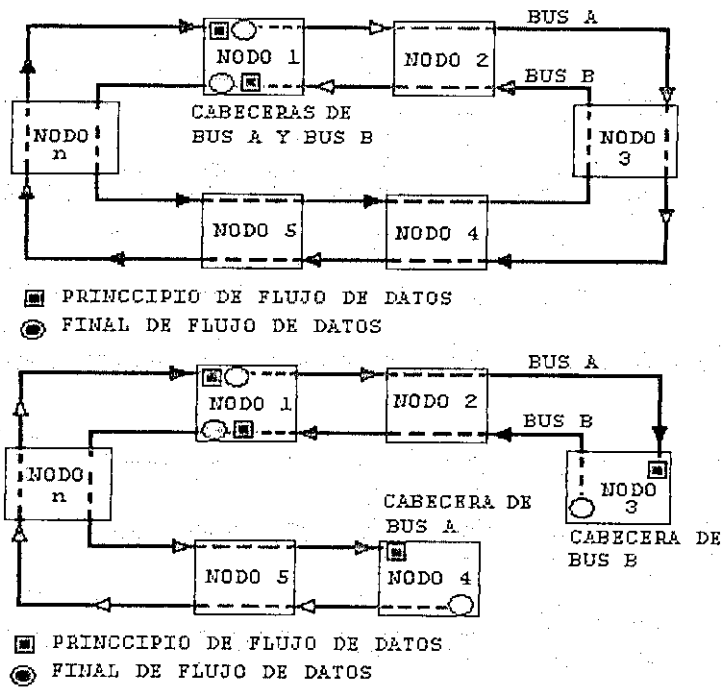 BUS A
NODO 1
NODO 2
BUS B
CABECERAS DE
BUS A Y BUS B
NODO
n
NODO
3
NODO 5
NODO 4
PRINCCIPIO DE FLUJO DE DATOS
FINAL DE FLUJO DE DATOS
BUS A
NODO 1
NODO 2
BUS B
NODO
n
NODO
3
CABECERA DE
BUS A
CABECERA DE
BUS B
NODO 5
NODO 4
PRINCCIPIO DE FLUJO DE DATOS
FINAL DE FLUJO DE DATOS